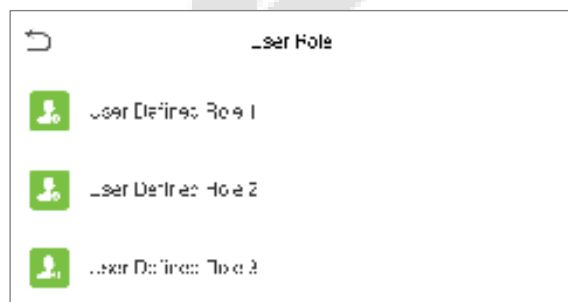 User Role
User Defined Role 1
User Defined Role 2
User Defined Role 3